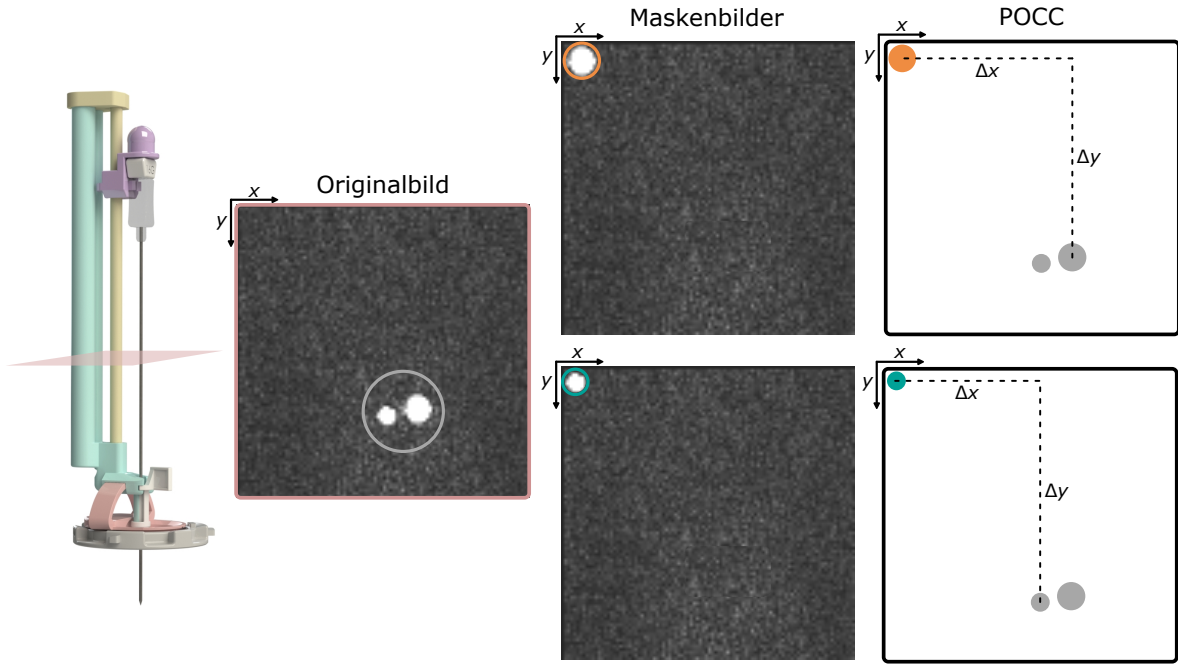 Maskenbilder
POCC
x
y
x
y
Δx
Δy
Originalbild
x
y
x
y
x
y
Δx
Δy